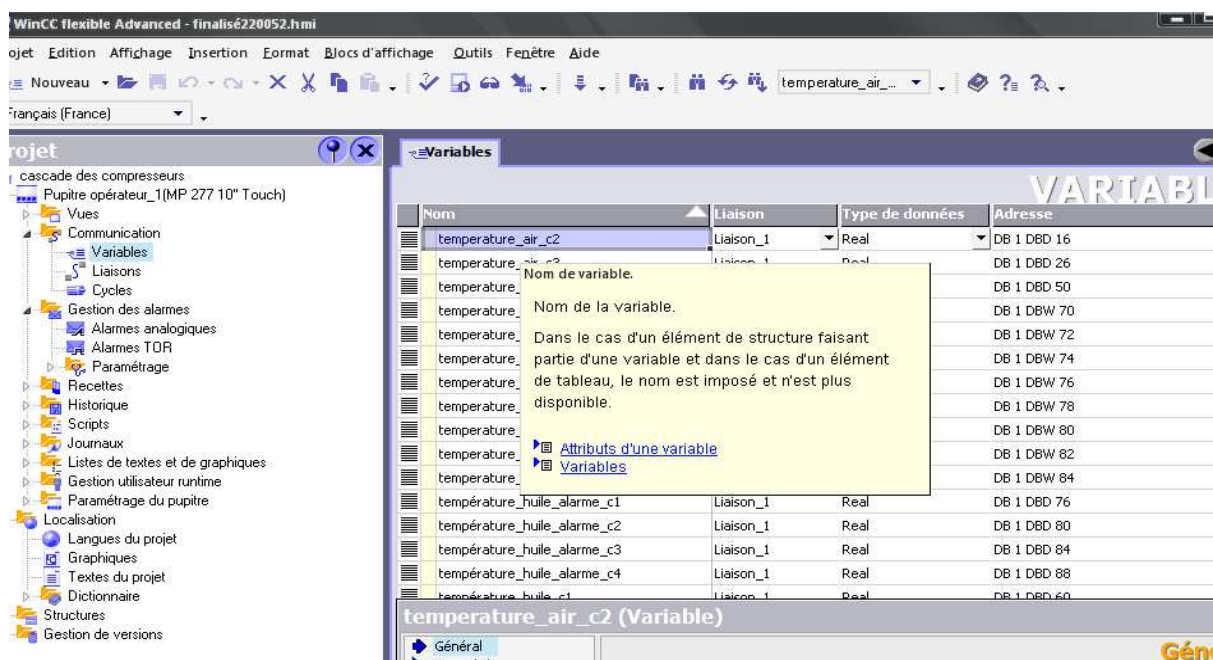 WinCC flexible Advanced - finalisé220052.hmi
ojet Edition Affichage Insertion Format Blocs d'affichage Outils Fenêtre Aide
Nouveau temperature_air_...
Français (France)
rojet
Variables
cascade des compresseurs
Pupitre opérateur_1(MP 277 10" Touch)
Vues
Communication
Variables
Liaisons
Cycles
Gestion des alarmes
Alarmes analogiques
Alarmes TOR
Paramétrage
Recettes
Historique
Scripts
Journaux
Listes de textes et de graphiques
Gestion utilisateur runtime
Paramétrage du pupitre
Localisation
Langues du projet
Graphiques
Textes du projet
Dictionnaire
Structures
Gestion de versions
VARIABL
Nom Liaison Type de données Adresse
temperature_air_c2 Liaison_1 Real DB 1 DBD 16
temperature_air_c3 Liaison_1 Real DB 1 DBD 26
temperature_ DB 1 DBD 50
temperature_ DB 1 DBW 70
temperature_ DB 1 DBW 72
temperature_ DB 1 DBW 74
temperature_ DB 1 DBW 76
temperature_ DB 1 DBW 78
temperature_ DB 1 DBW 80
temperature_ DB 1 DBW 82
temperature_ DB 1 DBW 84
température_huile_alarme_c1 Liaison_1 Real DB 1 DBD 76
température_huile_alarme_c2 Liaison_1 Real DB 1 DBD 80
température_huile_alarme_c3 Liaison_1 Real DB 1 DBD 84
température_huile_alarme_c4 Liaison_1 Real DB 1 DBD 88
température_huile_c1 Liaison_1 Real DB 1 DBD 60
Nom de variable.
Nom de la variable.
Dans le cas d'un élément de structure faisant
partie d'une variable et dans le cas d'un élément
de tableau, le nom est imposé et n'est plus
disponible.
Attributs d'une variable
Variables
temperature_air_c2 (Variable)
Général
Géné